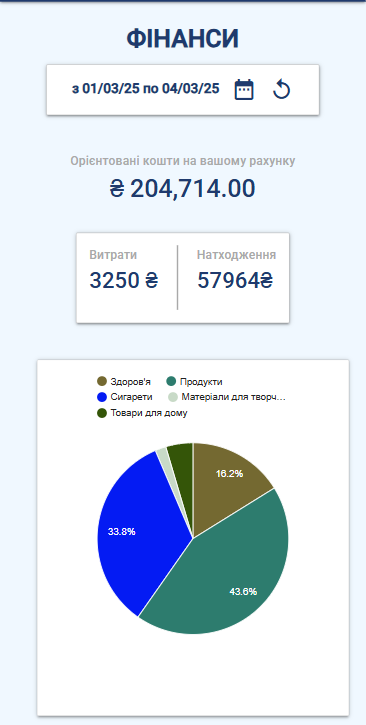 ФІНАНСИ
з 01/03/25 по 04/03/25
Орієнтовані кошти на вашому рахунку
₴ 204,714.00
Витрати Натходження
3250 ₴ 57964₴
Здоров'я Продукти
Сигарети Матеріали для творч...
Товари для дому
16.2%
33.8%
43.6%